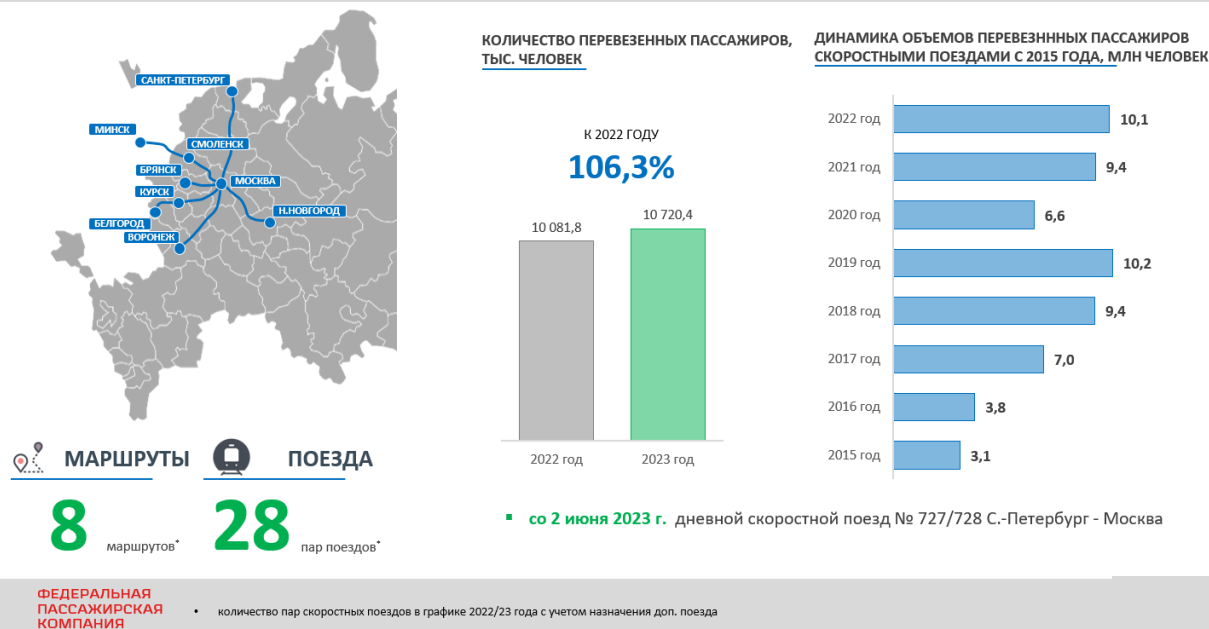 САНКТ-ПЕТЕРБУРГ
МИНСК
СМОЛЕНСК
БРЯНСК
МОСКВА
КУРСК
Н.НОВГОРОД
БЕЛГОРОД
ВОРОНЕЖ
МАРШРУТЫ
ПОЕЗДА
8 маршрутов*
28 пар поездов*
КОЛИЧЕСТВО ПЕРЕВЕЗЕННЫХ ПАССАЖИРОВ,
ТЫС. ЧЕЛОВЕК
К 2022 ГОДУ
106,3%
10 081,8
10 720,4
2022 год
2023 год
ДИНАМИКА ОБЪЕМОВ ПЕРЕВЕЗНННЫХ ПАССАЖИРОВ
СКОРОСТНЫМИ ПОЕЗДАМИ С 2015 ГОДА, МЛН ЧЕЛОВЕК
2022 год 10,1
2021 год 9,4
2020 год 6,6
2019 год 10,2
2018 год 9,4
2017 год 7,0
2016 год 3,8
2015 год 3,1
▪ со 2 июня 2023 г. дневной скоростной поезд № 727/728 С.-Петербург - Москва
ФЕДЕРАЛЬНАЯ
ПАССАЖИРСКАЯ
КОМПАНИЯ
• количество пар скоростных поездов в графике 2022/23 года с учетом назначения доп. поезда